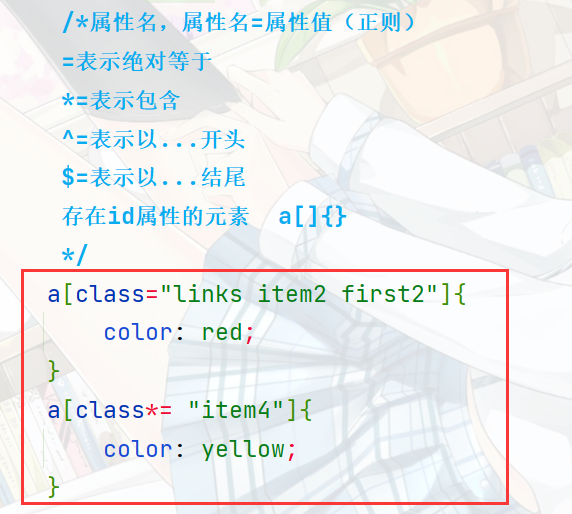 /*属性名，属性名=属性值（正则）
=表示绝对等于
*=表示包含
^=表示以...开头
$=表示以...结尾
存在id属性的元素  a[]{}
*/
a[class="links item2 first2"]{
    color: red;
}
a[class*= "item4"]{
    color: yellow;
}